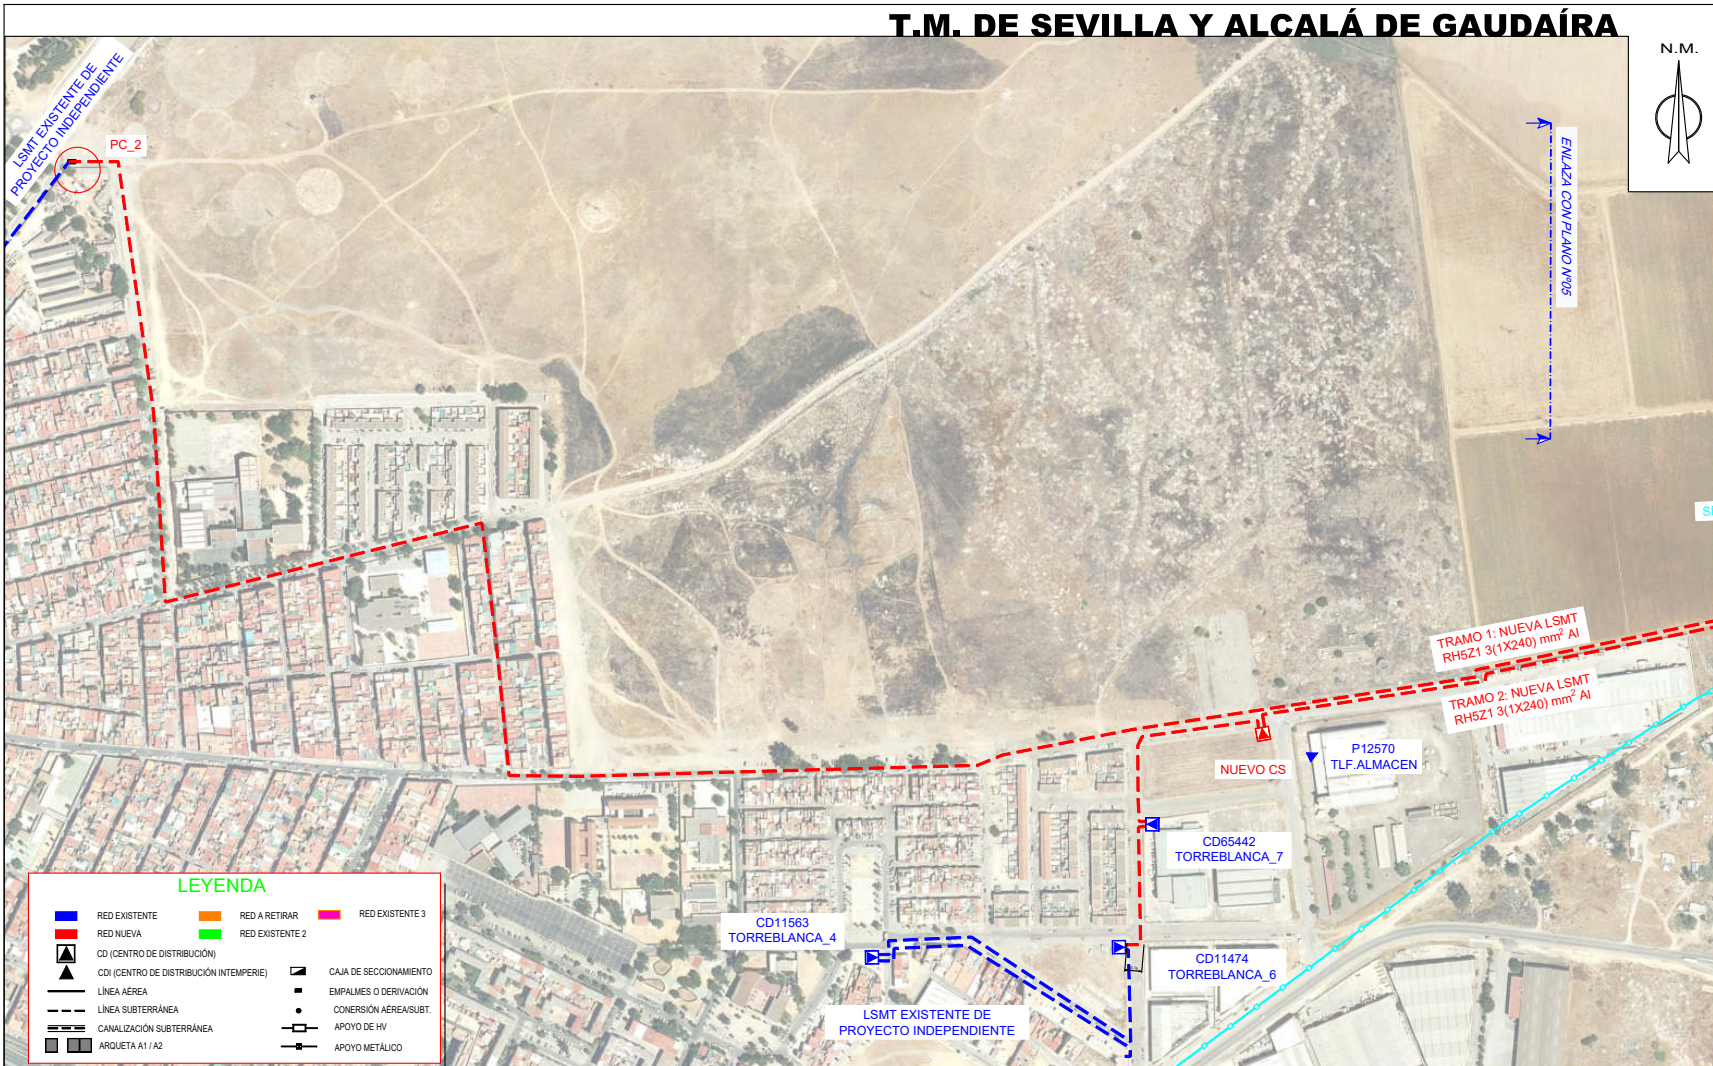 T.M. DE SEVILLA Y ALCALÁ DE GAUDAÍRA
N.M.
LSMT EXISTENTE DE
PROYECTO INDEPENDIENTE
PC_2
ENLAZA CON PLANO Nº05
TRAMO 1: NUEVA LSMT
RH5Z1 3(1X240) mm² Al
TRAMO 2: NUEVA LSMT
RH5Z1 3(1X240) mm² Al
P12570
TLF.ALMACEN
NUEVO CS
CD65442
TORREBLANCA_7
CD11563
TORREBLANCA_4
CD11474
TORREBLANCA_6
LSMT EXISTENTE DE
PROYECTO INDEPENDIENTE
LEYENDA
RED EXISTENTE
RED A RETIRAR
RED EXISTENTE 3
RED NUEVA
RED EXISTENTE 2
CD (CENTRO DE DISTRIBUCIÓN)
CDI (CENTRO DE DISTRIBUCIÓN INTEMPERIE)
CAJA DE SECCIONAMIENTO
LÍNEA AÉREA
EMPALMES O DERIVACIÓN
LÍNEA SUBTERRÁNEA
CONERSIÓN AÉREA/SUBT.
CANALIZACIÓN SUBTERRÁNEA
APOYO DE HV
ARQUETA A1 / A2
APOYO METÁLICO